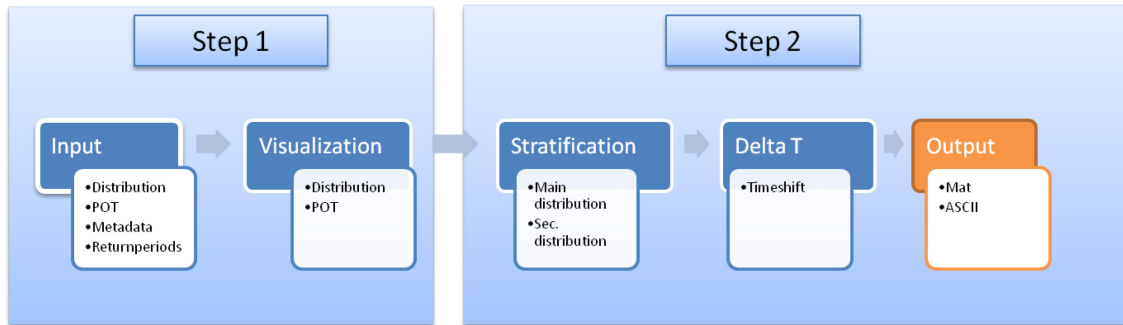 Step 1
Step 2
Input
•Distribution
•POT
•Metadata
•Returnperiods
Visualization
•Distribution
•POT
Stratification
•Main
distribution
•Sec.
distribution
Delta T
•Timeshift
Output
•Mat
•ASCII